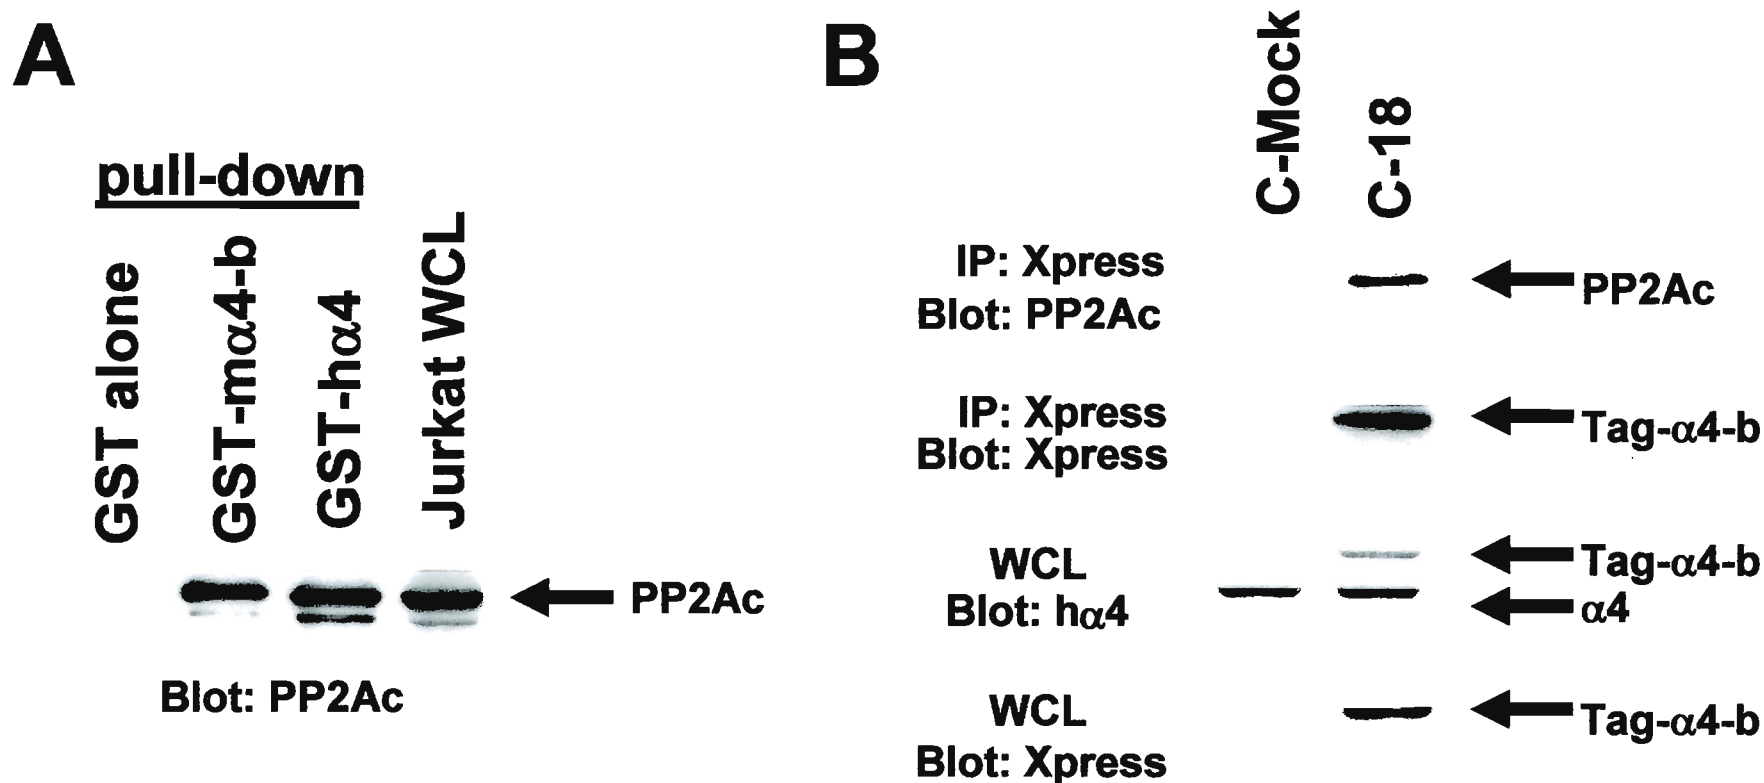 A
pull-down
GST alone
GST-mα4-b
GST-hα4
Jurkat WCL
PP2Ac
Blot: PP2Ac
B
C-Mock
C-18
IP: Xpress
Blot: PP2Ac
PP2Ac
IP: Xpress
Blot: Xpress
Tag-α4-b
WCL
Blot: hα4
Tag-α4-b
α4
WCL
Blot: Xpress
Tag-α4-b